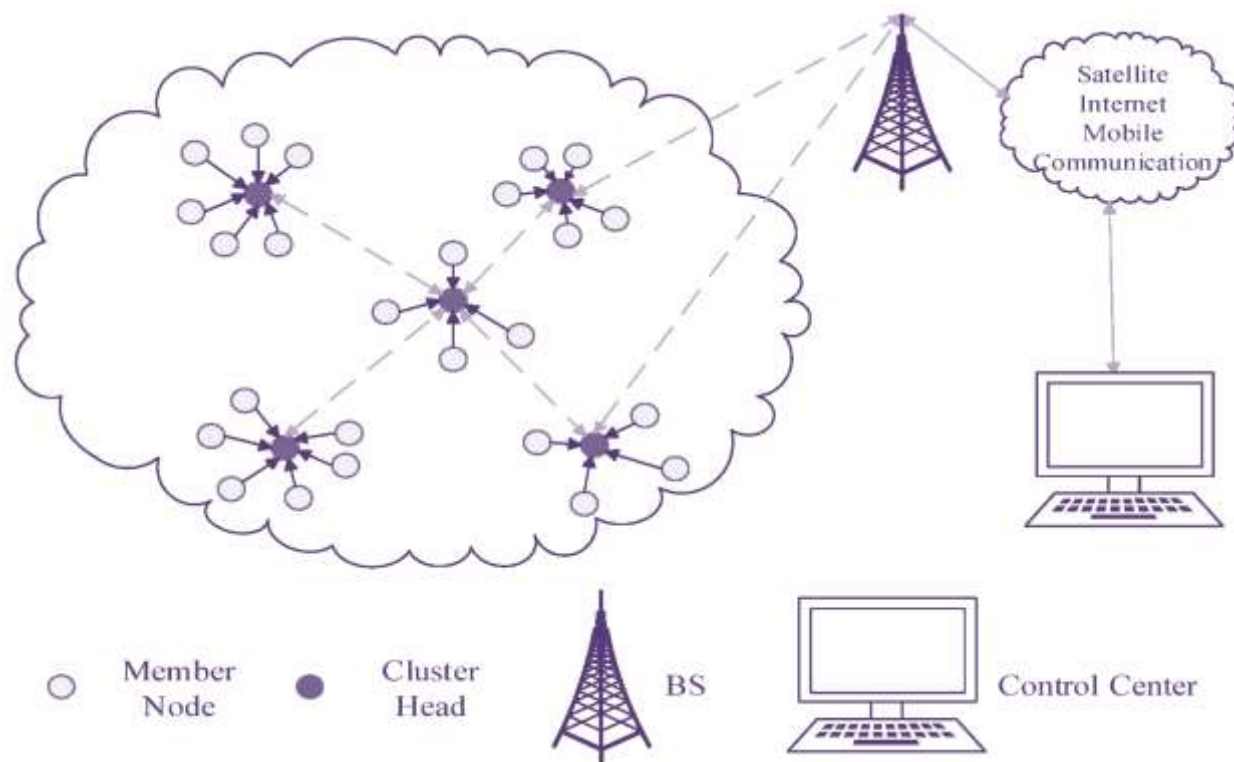 Satellite
Internet
Mobile
Communication
Member
Node
Cluster
Head
BS
Control Center